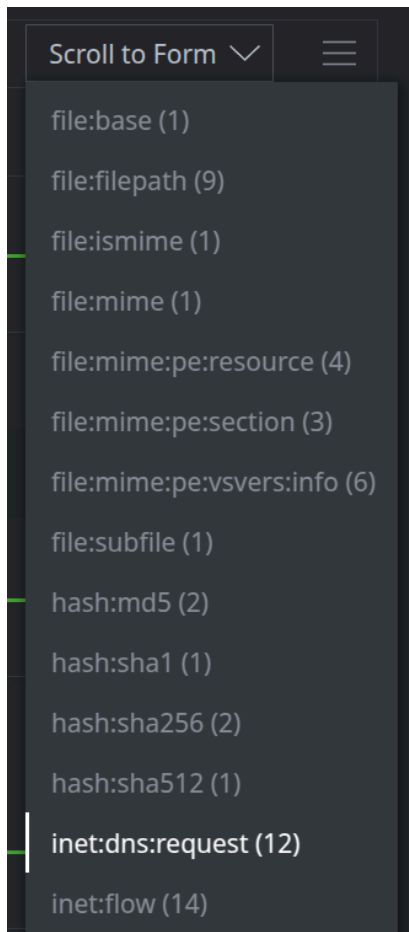 Scroll to Form
file:base (1)
file:filepath (9)
file:ismime (1)
file:mime (1)
file:mime:pe:resource (4)
file:mime:pe:section (3)
file:mime:pe:vsvers:info (6)
file:subfile (1)
hash:md5 (2)
hash:sha1 (1)
hash:sha256 (2)
hash:sha512 (1)
inet:dns:request (12)
inet:flow (14)